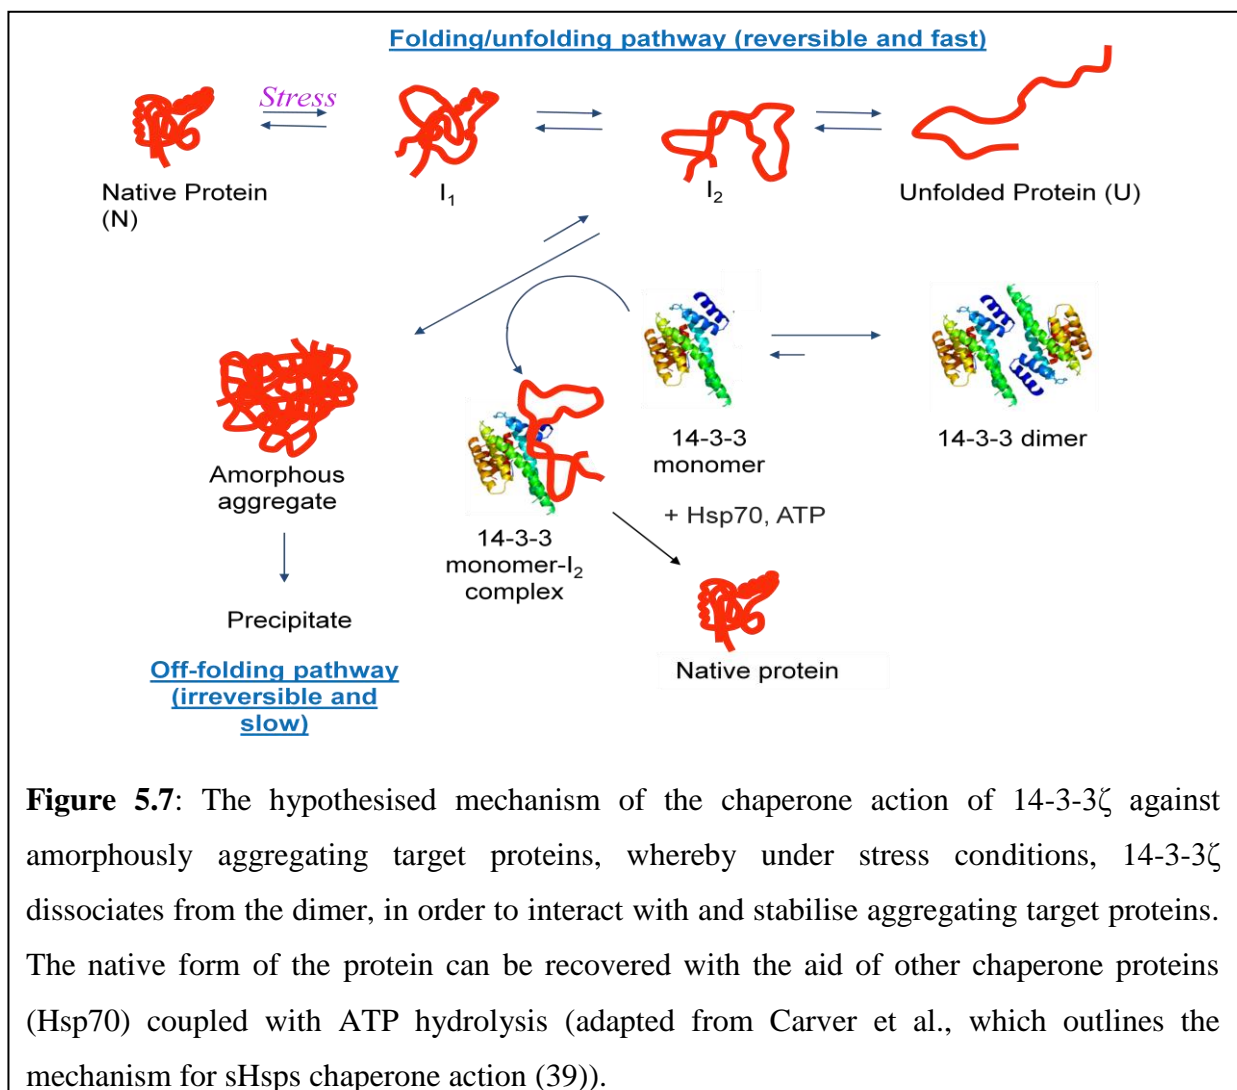 Folding/unfolding pathway (reversible and fast)
Stress
Native Protein
(N)
I₁
I₂
Unfolded Protein (U)
Amorphous
aggregate
14-3-3
monomer
14-3-3 dimer
+ Hsp70, ATP
14-3-3
monomer-I₂
complex
Precipitate
Native protein
Off-folding pathway
(irreversible and
slow)
Figure 5.7: The hypothesised mechanism of the chaperone action of 14-3-3ζ against
amorphously aggregating target proteins, whereby under stress conditions, 14-3-3ζ
dissociates from the dimer, in order to interact with and stabilise aggregating target proteins.
The native form of the protein can be recovered with the aid of other chaperone proteins
(Hsp70) coupled with ATP hydrolysis (adapted from Carver et al., which outlines the
mechanism for sHsps chaperone action (39)).